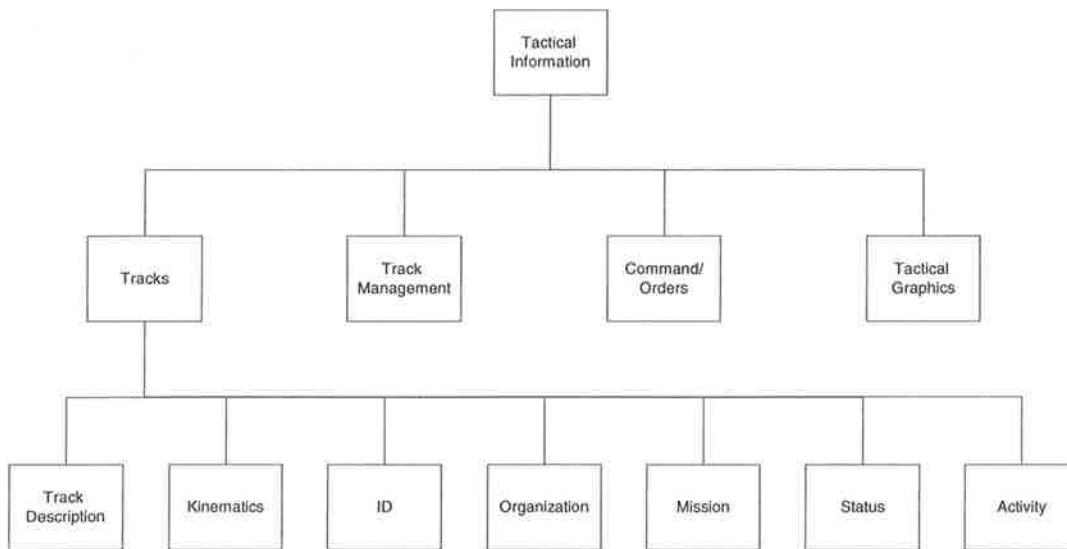 Tactical
Information
Tracks
Track
Management
Command/
Orders
Tactical
Graphics
Track
Description
Kinematics
ID
Organization
Mission
Status
Activity